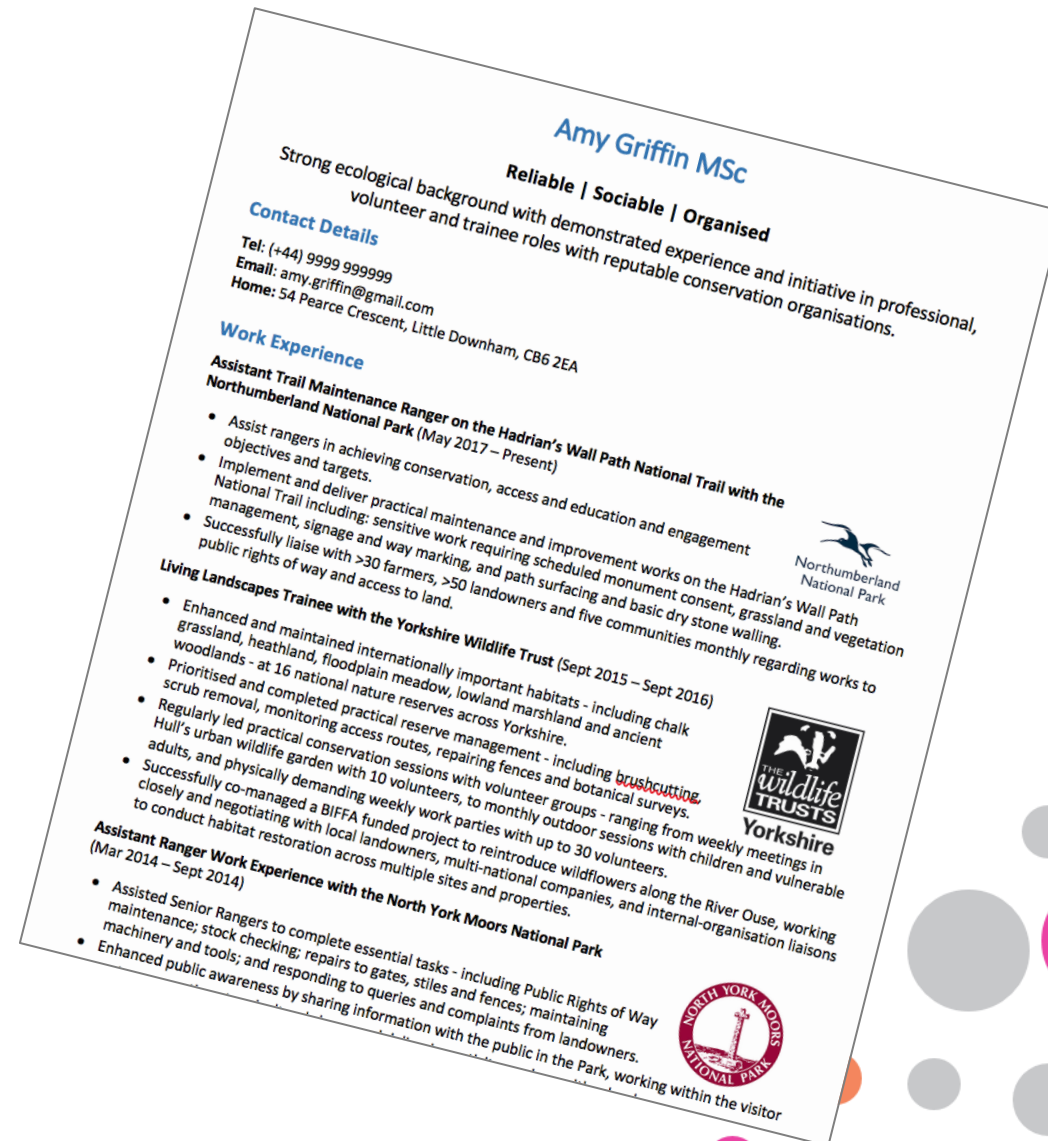 Amy Griffin MSc
Reliable | Sociable | Organised
Strong ecological background with demonstrated experience and initiative in professional,
volunteer and trainee roles with reputable conservation organisations.
Contact Details
Tel: (+44) 9999 999999
Email: amy.griffin@gmail.com
Home: 54 Pearce Crescent, Little Downham, CB6 2EA
Work Experience
Assistant Trail Maintenance Ranger on the Hadrian's Wall Path National Trail with the
Northumberland National Park (May 2017 – Present)
• Assist rangers in achieving conservation, access and education and engagement
objectives and targets.
• Implement and deliver practical maintenance and improvement works on the Hadrian's Wall Path
National Trail including: sensitive work requiring scheduled monument consent, grassland and vegetation
management, signage and way marking, and path surfacing and basic dry stone walling.
• Successfully liaise with >30 farmers, >50 landowners and five communities monthly regarding works to
public rights of way and access to land.
Northumberland
National Park
Living Landscapes Trainee with the Yorkshire Wildlife Trust (Sept 2015 – Sept 2016)
• Enhanced and maintained internationally important habitats - including chalk
grassland, heathland, floodplain meadow, lowland marshland and ancient
woodlands - at 16 national nature reserves across Yorkshire.
• Prioritised and completed practical reserve management - including brushcutting,
scrub removal, monitoring access routes, repairing fences and botanical surveys.
• Regularly led practical conservation sessions with volunteer groups - ranging from weekly meetings in
Hull's urban wildlife garden with 10 volunteers, to monthly outdoor sessions with children and vulnerable
adults, and physically demanding weekly work parties with up to 30 volunteers.
• Successfully co-managed a BIFFA funded project to reintroduce wildflowers along the River Ouse, working
closely and negotiating with local landowners, multi-national companies, and internal-organisation liaisons
to conduct habitat restoration across multiple sites and properties.
THE
wildlife
TRUSTS
Yorkshire
Assistant Ranger Work Experience with the North York Moors National Park
(Mar 2014 – Sept 2014)
• Assisted Senior Rangers to complete essential tasks - including Public Rights of Way
maintenance; stock checking; repairs to gates, stiles and fences; maintaining
machinery and tools; and responding to queries and complaints from landowners.
• Enhanced public awareness by sharing information with the public in the Park, working within the visitor
NORTH YORK MOORS
NATIONAL PARK